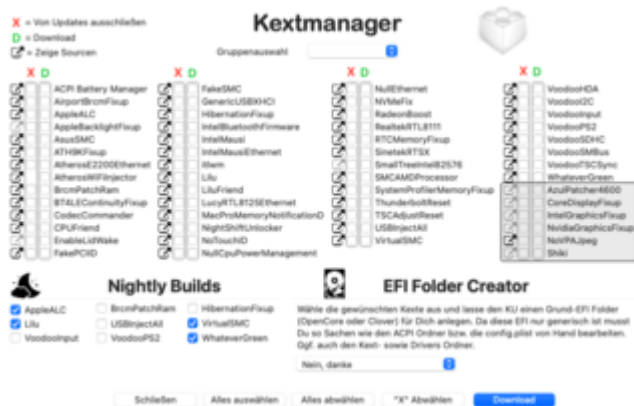 X = Von Updates ausschließen
D = Download
= Zeige Sourcen
Kextmanager
Gruppenauswahl
X D
ACPI Battery Manager
AirportBrcmFixup
AppleALC
AppleBacklightFixup
AsusSMC
ATH9KFixup
AtherosE2200Ethernet
AtherosWiFiInjector
BrcmPatchRam
BT4LEContinuityFixup
CodecCommander
CPUFriend
EnableLidWake
FakePCIID
X D
FakeSMC
GenericUSBXHCI
HibernationFixup
IntelBluetoothFirmware
IntelMausi
IntelMausiEthernet
itlwm
Lilu
LiluFriend
LucyRTL8125Ethernet
MacProMemoryNotificationD
NightShiftUnlocker
NoTouchID
NullCpuPowerManagement
X D
NullEthernet
NVMeFix
RadeonBoost
RealtekRTL8111
RTCMemoryFixup
SinetekRTSX
SmallTreeIntel82576
SMCAMDProcessor
SystemProfilerMemoryFixup
ThunderboltReset
TSCAdjustReset
USBInjectAll
VirtualSMC
X D
VoodooHDA
VoodooI2C
VoodooInput
VoodooPS2
VoodooSDHC
VoodooSMBus
VoodooTSCSync
WhateverGreen
AzulPatcher4600
CoreDisplayFixup
IntelGraphicsFixup
NvidiaGraphicsFixup
NoVPAJpeg
Shiki
Nightly Builds
AppleALC BrcmPatchRam HibernationFixup
Lilu USBInjectAll VirtualSMC
VoodooInput VoodooPS2 WhateverGreen
EFI Folder Creator
Wähle die gewünschten Kexte aus und lasse den KU einen Grund-EFI Folder
(OpenCore oder Clover) für Dich anlegen. Da diese EFI nur generisch ist musst
Du so Sachen wie den ACPI Ordner bzw. die config.plist von Hand bearbeiten.
Ggf. auch den Kext- sowie Drivers Ordner.
Nein, danke
Schließen Alles auswählen Alles abwählen "X" Abwählen Download